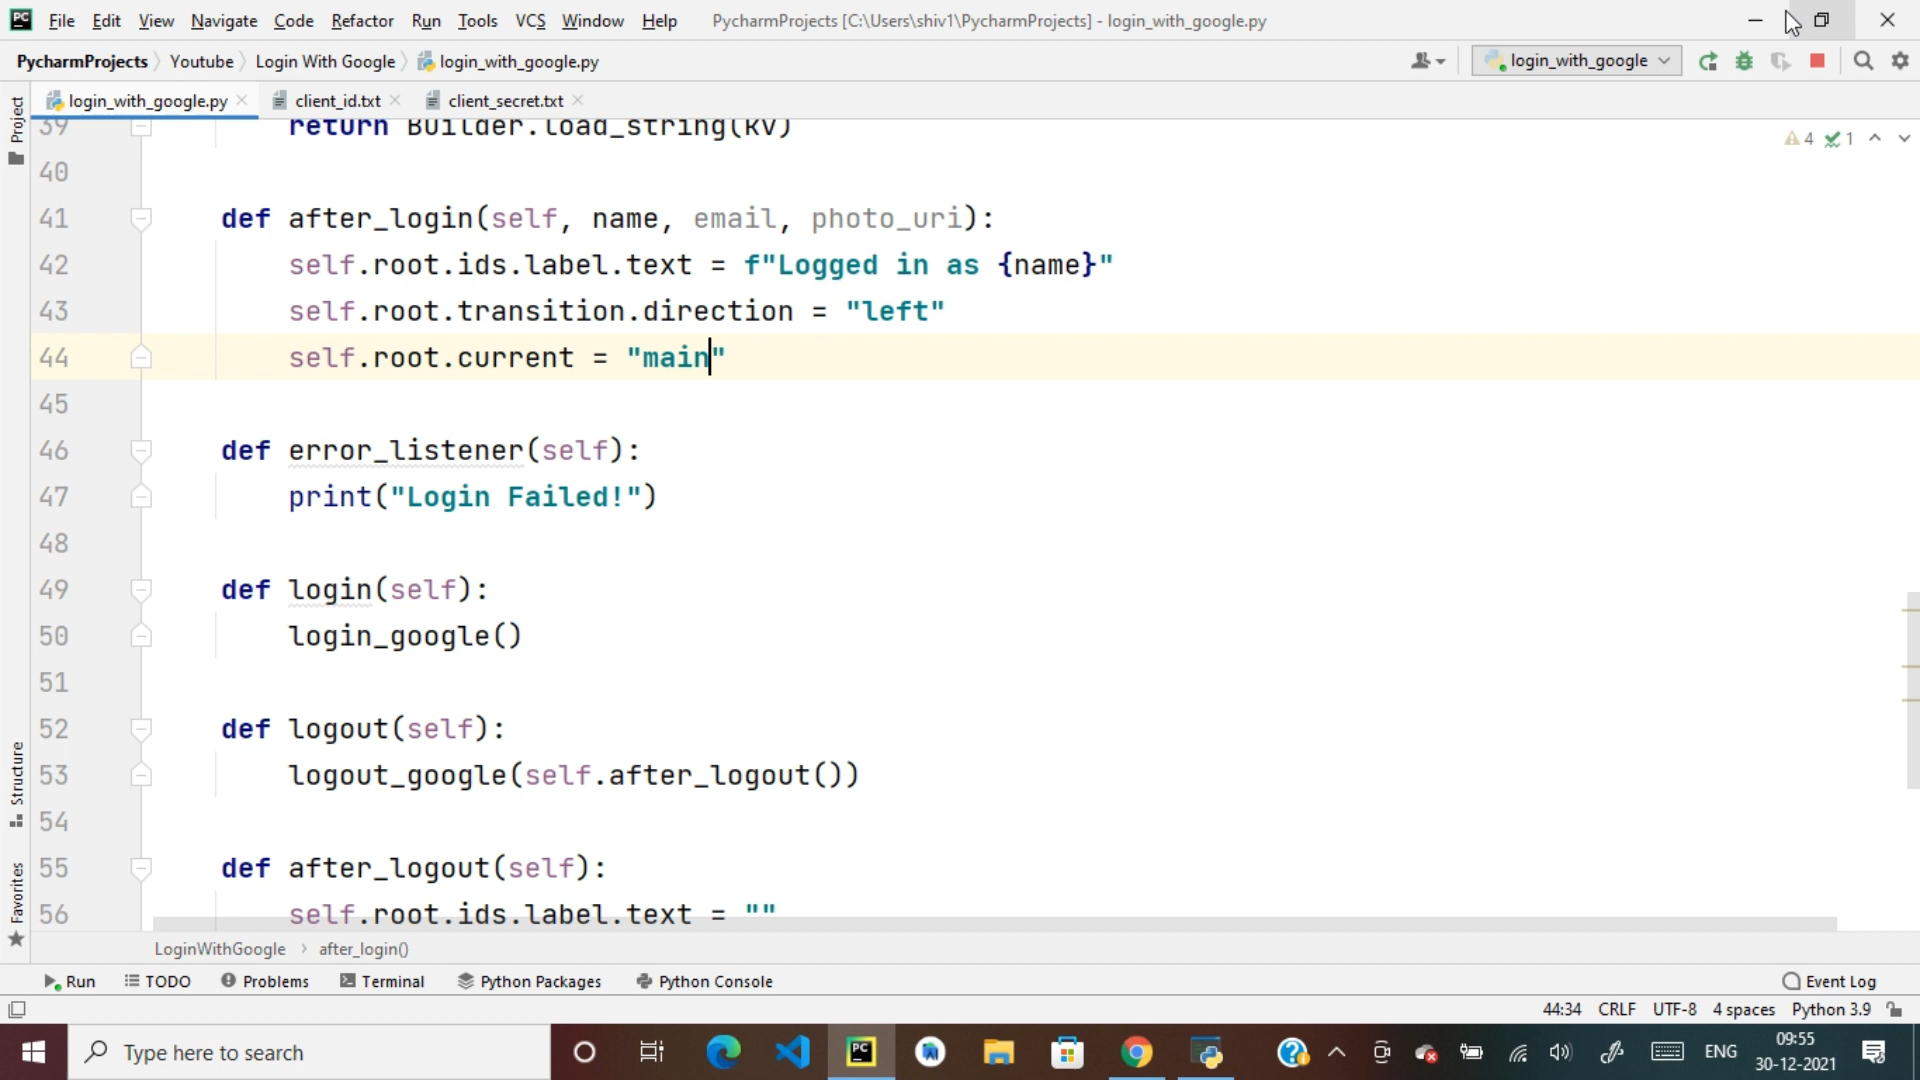 PC File Edit View Navigate Code Refactor Run Tools VCS Window Help PycharmProjects [C:\Users\shiv1\PycharmProjects] - login_with_google.py
PycharmProjects Youtube Login With Google login_with_google.py login_with_google
login_with_google.py client_id.txt client_secret.txt
Project
4 1
39 return Builder.load_string(kv)
40
41 def after_login(self, name, email, photo_uri):
42 self.root.ids.label.text = f"Logged in as {name}"
43 self.root.transition.direction = "left"
44 self.root.current = "main"
45
46 def error_listener(self):
47 print("Login Failed!")
48
49 def login(self):
50 login_google()
51
52 def logout(self):
53 logout_google(self.after_logout())
54
55 def after_logout(self):
56 self.root.ids.label.text = ""
Structure
Favorites
LoginWithGoogle after_login()
Run TODO Problems Terminal Python Packages Python Console Event Log
44:34 CRLF UTF-8 4 spaces Python 3.9
Type here to search PC ENG 09:55
30-12-2021